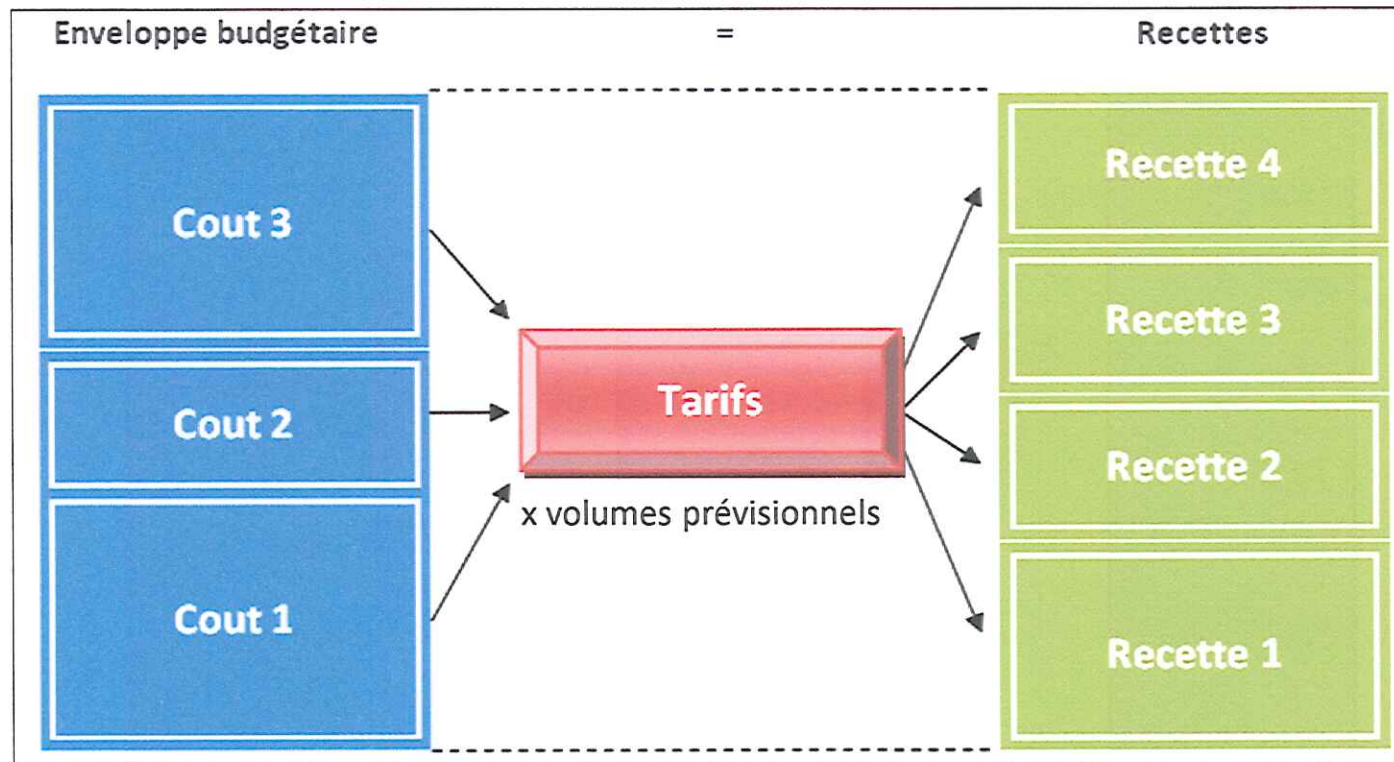 Enveloppe budgétaire = Recettes
Cout 3
Cout 2
Cout 1
Tarifs
x volumes prévisionnels
Recette 4
Recette 3
Recette 2
Recette 1